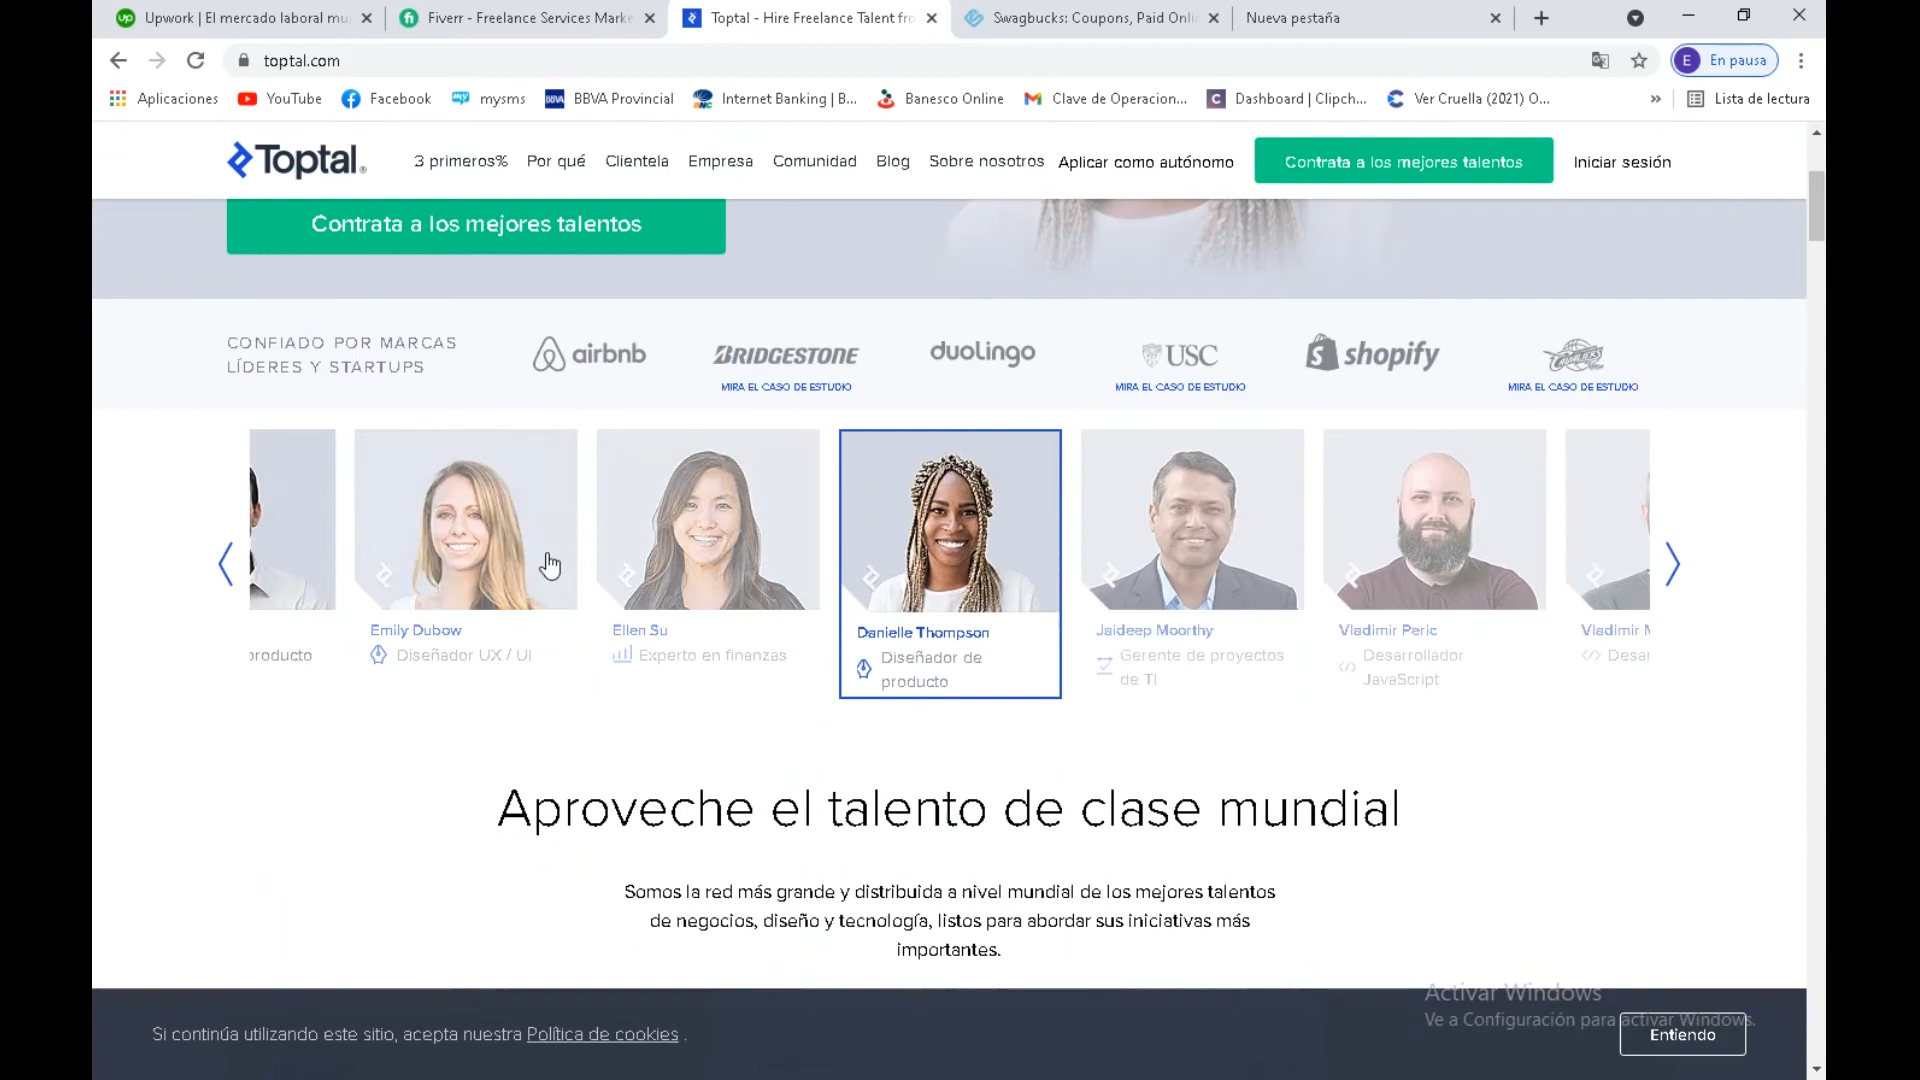 Upwork | El mercado laboral mu
Fiverr - Freelance Services Marke
Toptal - Hire Freelance Talent fro
Swagbucks: Coupons, Paid Onli
Nueva pestaña
toptal.com
E En pausa
Aplicaciones
YouTube
Facebook
mysms
BBVA Provincial
Internet Banking | B...
Banesco Online
Clave de Operacion...
Dashboard | Clipch...
Ver Cruella (2021) O...
»
Lista de lectura
Toptal®
3 primeros%
Por qué
Clientela
Empresa
Comunidad
Blog
Sobre nosotros
Aplicar como autónomo
Contrata a los mejores talentos
Iniciar sesión
Contrata a los mejores talentos
CONFIADO POR MARCAS
LÍDERES Y STARTUPS
airbnb
BRIDGESTONE
duolingo
USC
shopify
CAVALIERS
MIRA EL CASO DE ESTUDIO
MIRA EL CASO DE ESTUDIO
MIRA EL CASO DE ESTUDIO
producto
Emily Dubow
Diseñador UX / UI
Ellen Su
Experto en finanzas
Danielle Thompson
Diseñador de
producto
Jaideep Moorthy
Gerente de proyectos
de TI
Vladimir Peric
Desarrollador
JavaScript
Vladimir M
Desar
Aproveche el talento de clase mundial
Somos la red más grande y distribuida a nivel mundial de los mejores talentos
de negocios, diseño y tecnología, listos para abordar sus iniciativas más
importantes.
Activar Windows
Ve a Configuración para activar Windows.
Si continúa utilizando este sitio, acepta nuestra Política de cookies .
Entiendo